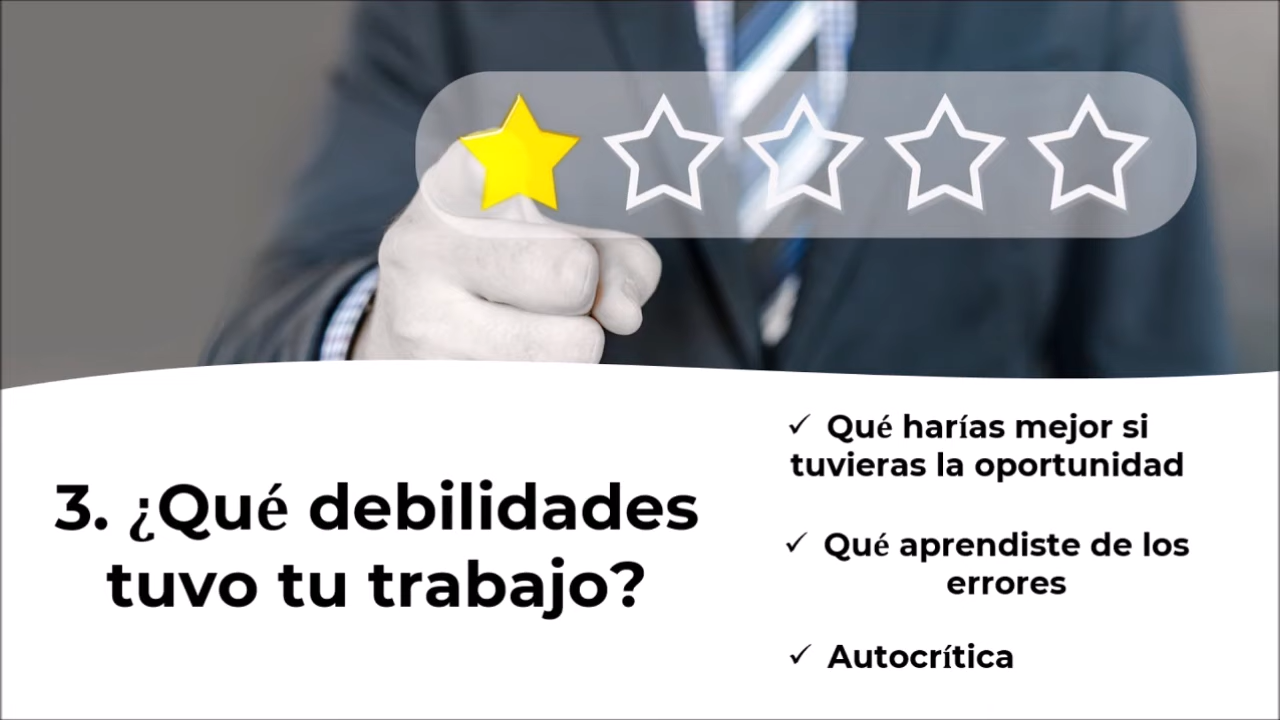 3. ¿Qué debilidades
tuvo tu trabajo?
✓ Qué harías mejor si
tuvieras la oportunidad
✓ Qué aprendiste de los
errores
✓ Autocrítica